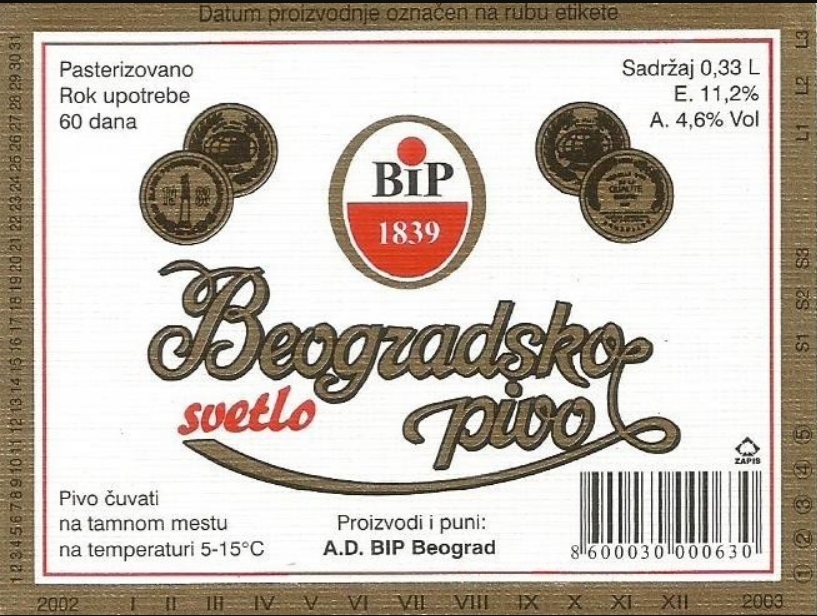 Datum proizvodnje označen na rubu etikete
Pasterizovano
Rok upotrebe
60 dana
Sadržaj 0,33 L
E. 11,2%
A. 4,6% Vol
BiP
1839
Beogradsko
svetlo
pivo
Pivo čuvati
na tamnom mestu
na temperaturi 5-15°C
Proizvodi i puni:
A.D. BIP Beograd
ZAPIS
8 600030 000630
1 2 3 4 5 6 7 8 9 10 11 12 13 14 15 16 17 18 19 20 21 22 23 24 25 26 27 28 29 30 31
L3
L2
L1
S3
S2
S1
5
4
3
2
1
2002 I II III IV V VI VII VIII IX X XI XII 2003